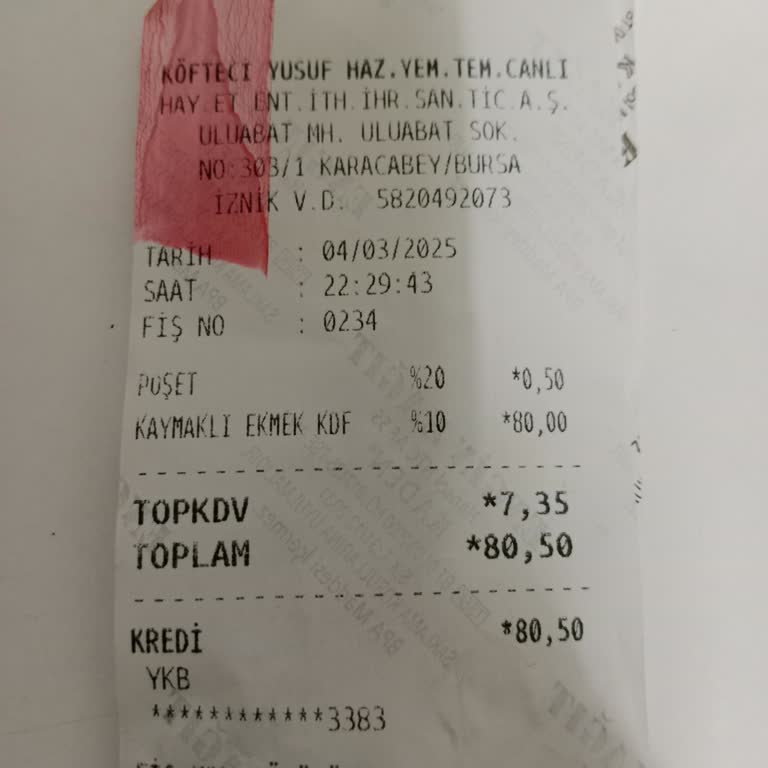 KÖFTECİ YUSUF HAZ.YEM.TEM.CANLI
HAY.ET ENT.İTH.İHR.SAN.TİC.A.Ş.
ULUABAT MH. ULUABAT SOK.
NO:303/1 KARACABEY/BURSA
İZNİK V.D. 5820492073
TARİH : 04/03/2025
SAAT : 22:29:43
FİŞ NO : 0234
POŞET %20 *0,50
KAYMAKLI EKMEK KDF %10 *80,00
TOPKDV *7,35
TOPLAM *80,50
KREDİ *80,50
YKB
************3383